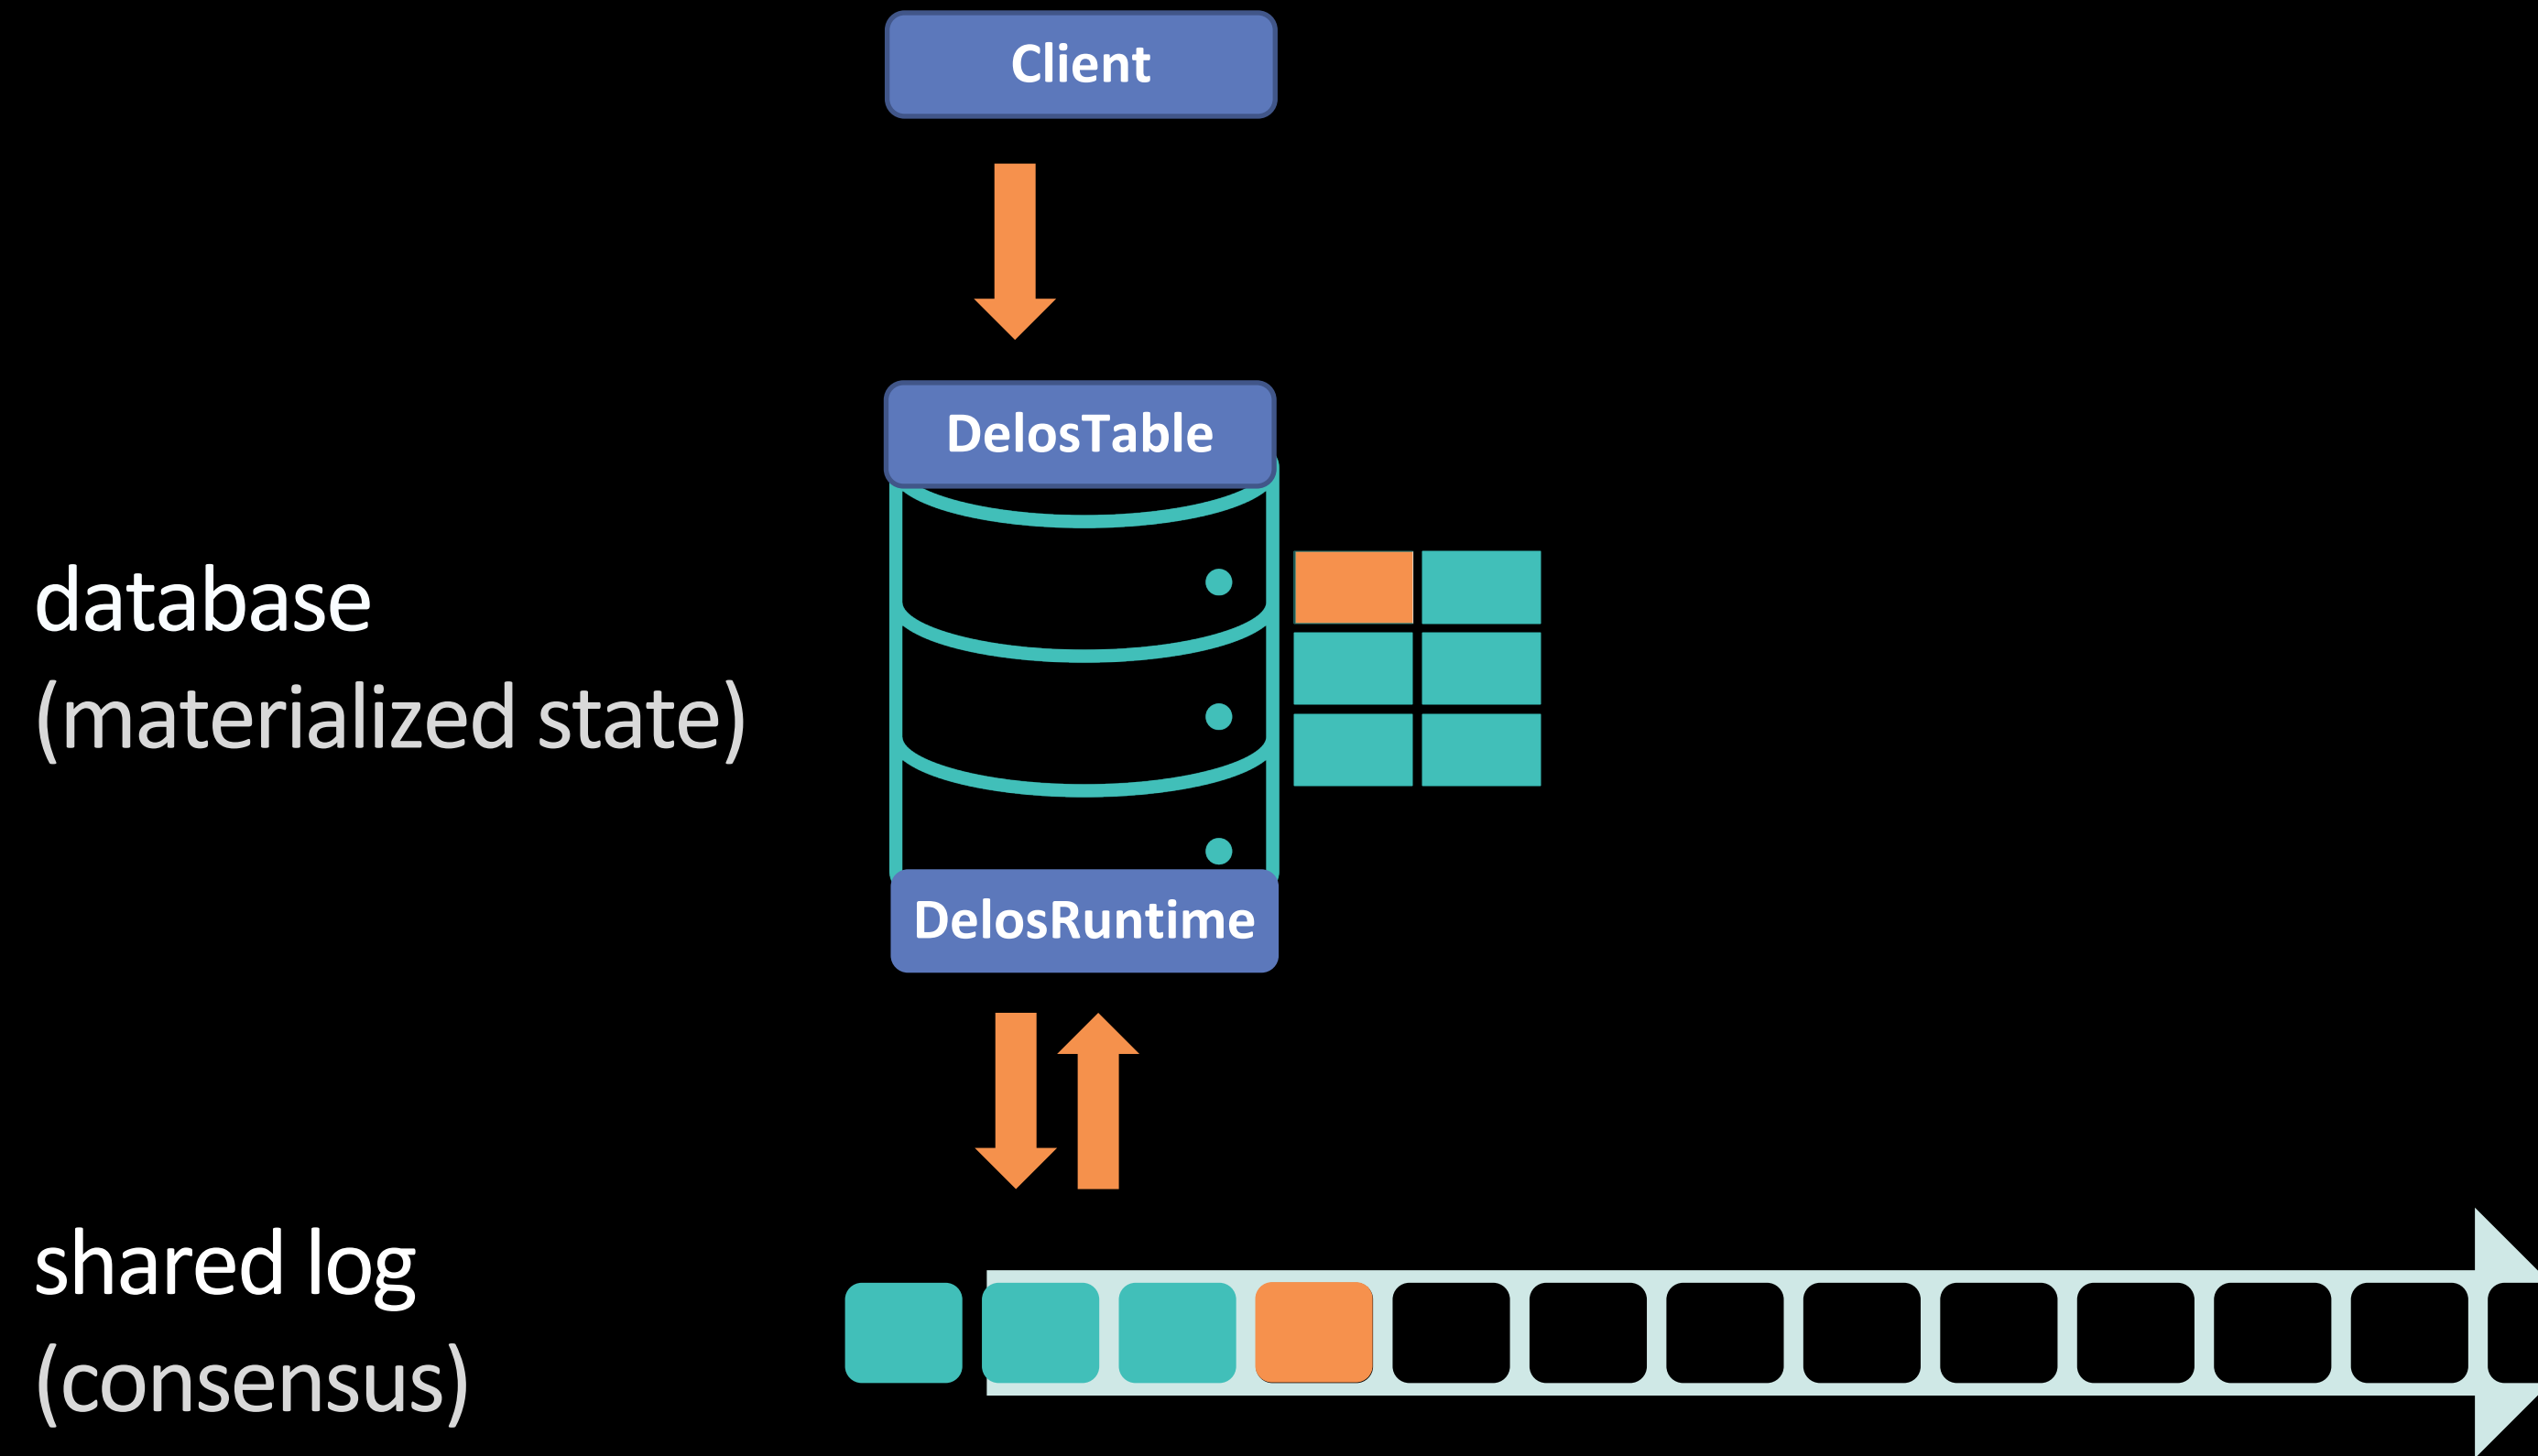 Client
DelosTable
database
(materialized state)
DelosRuntime
shared log
(consensus)